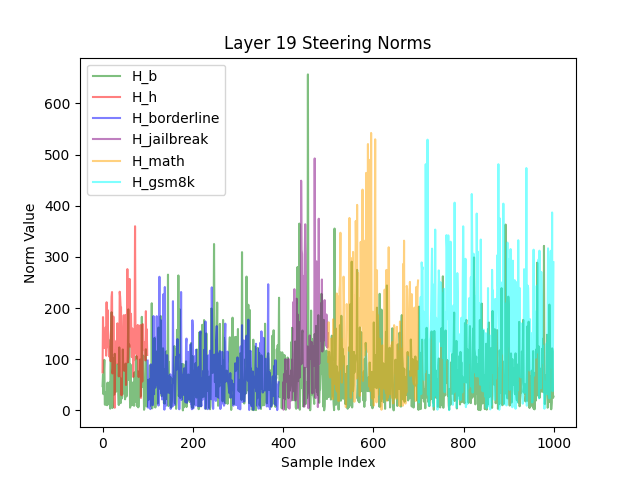 Layer 19 Steering Norms
H_b
H_h
H_borderline
H_jailbreak
H_math
H_gsm8k
Norm Value
600
500
400
300
200
100
0
0 200 400 600 800 1000
Sample Index